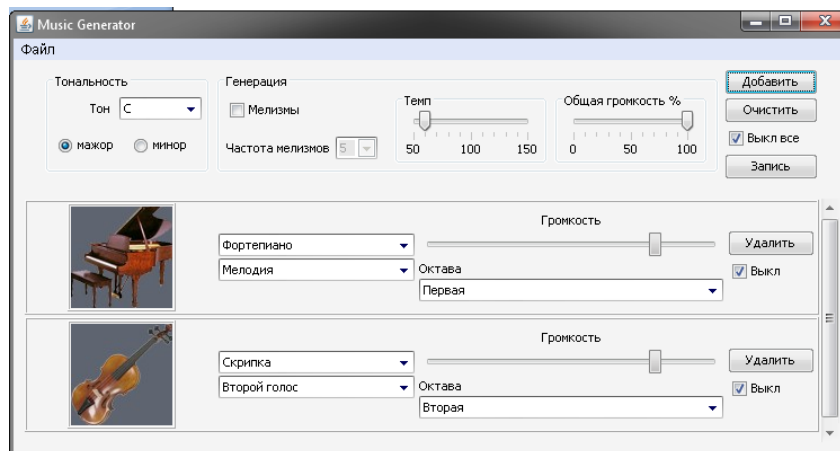 Music Generator
Файл
Тональность
Тон C
мажор минор
Генерация
Мелизмы
Частота мелизмов 5
Темп
50 100 150
Общая громкость %
0 50 100
Добавить
Очистить
Выкл все
Запись
Фортепиано
Мелодия
Громкость
Октава
Первая
Удалить
Выкл
Скрипка
Второй голос
Громкость
Октава
Вторая
Удалить
Выкл